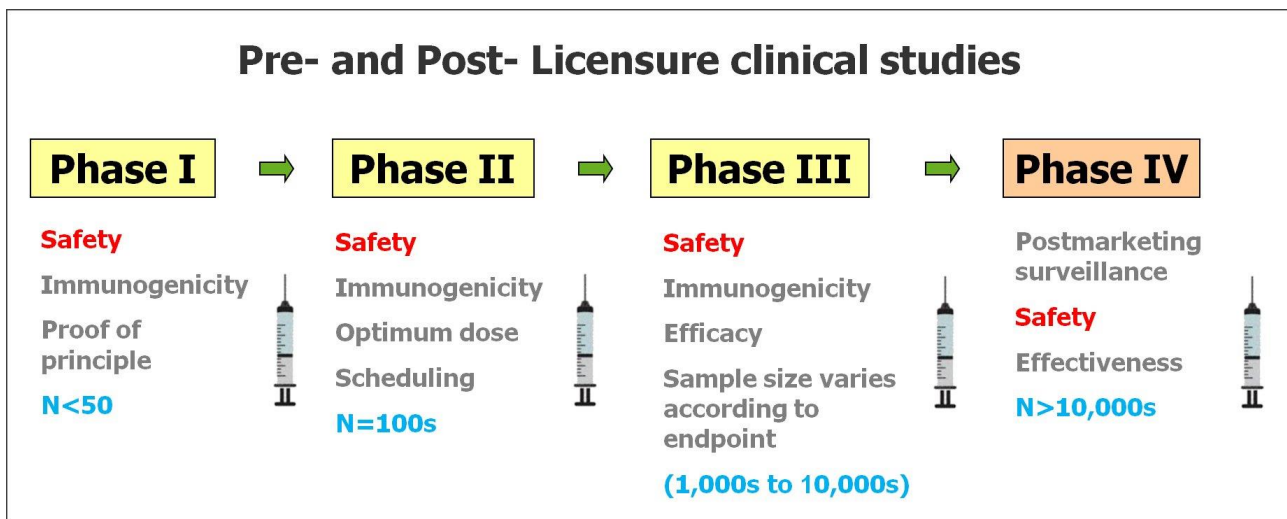 Pre- and Post- Licensure clinical studies
Phase I
Safety
Immunogenicity
Proof of
principle
N<50
Phase II
Safety
Immunogenicity
Optimum dose
Scheduling
N=100s
Phase III
Safety
Immunogenicity
Efficacy
Sample size varies
according to
endpoint
(1,000s to 10,000s)
Phase IV
Postmarketing
surveillance
Safety
Effectiveness
N>10,000s